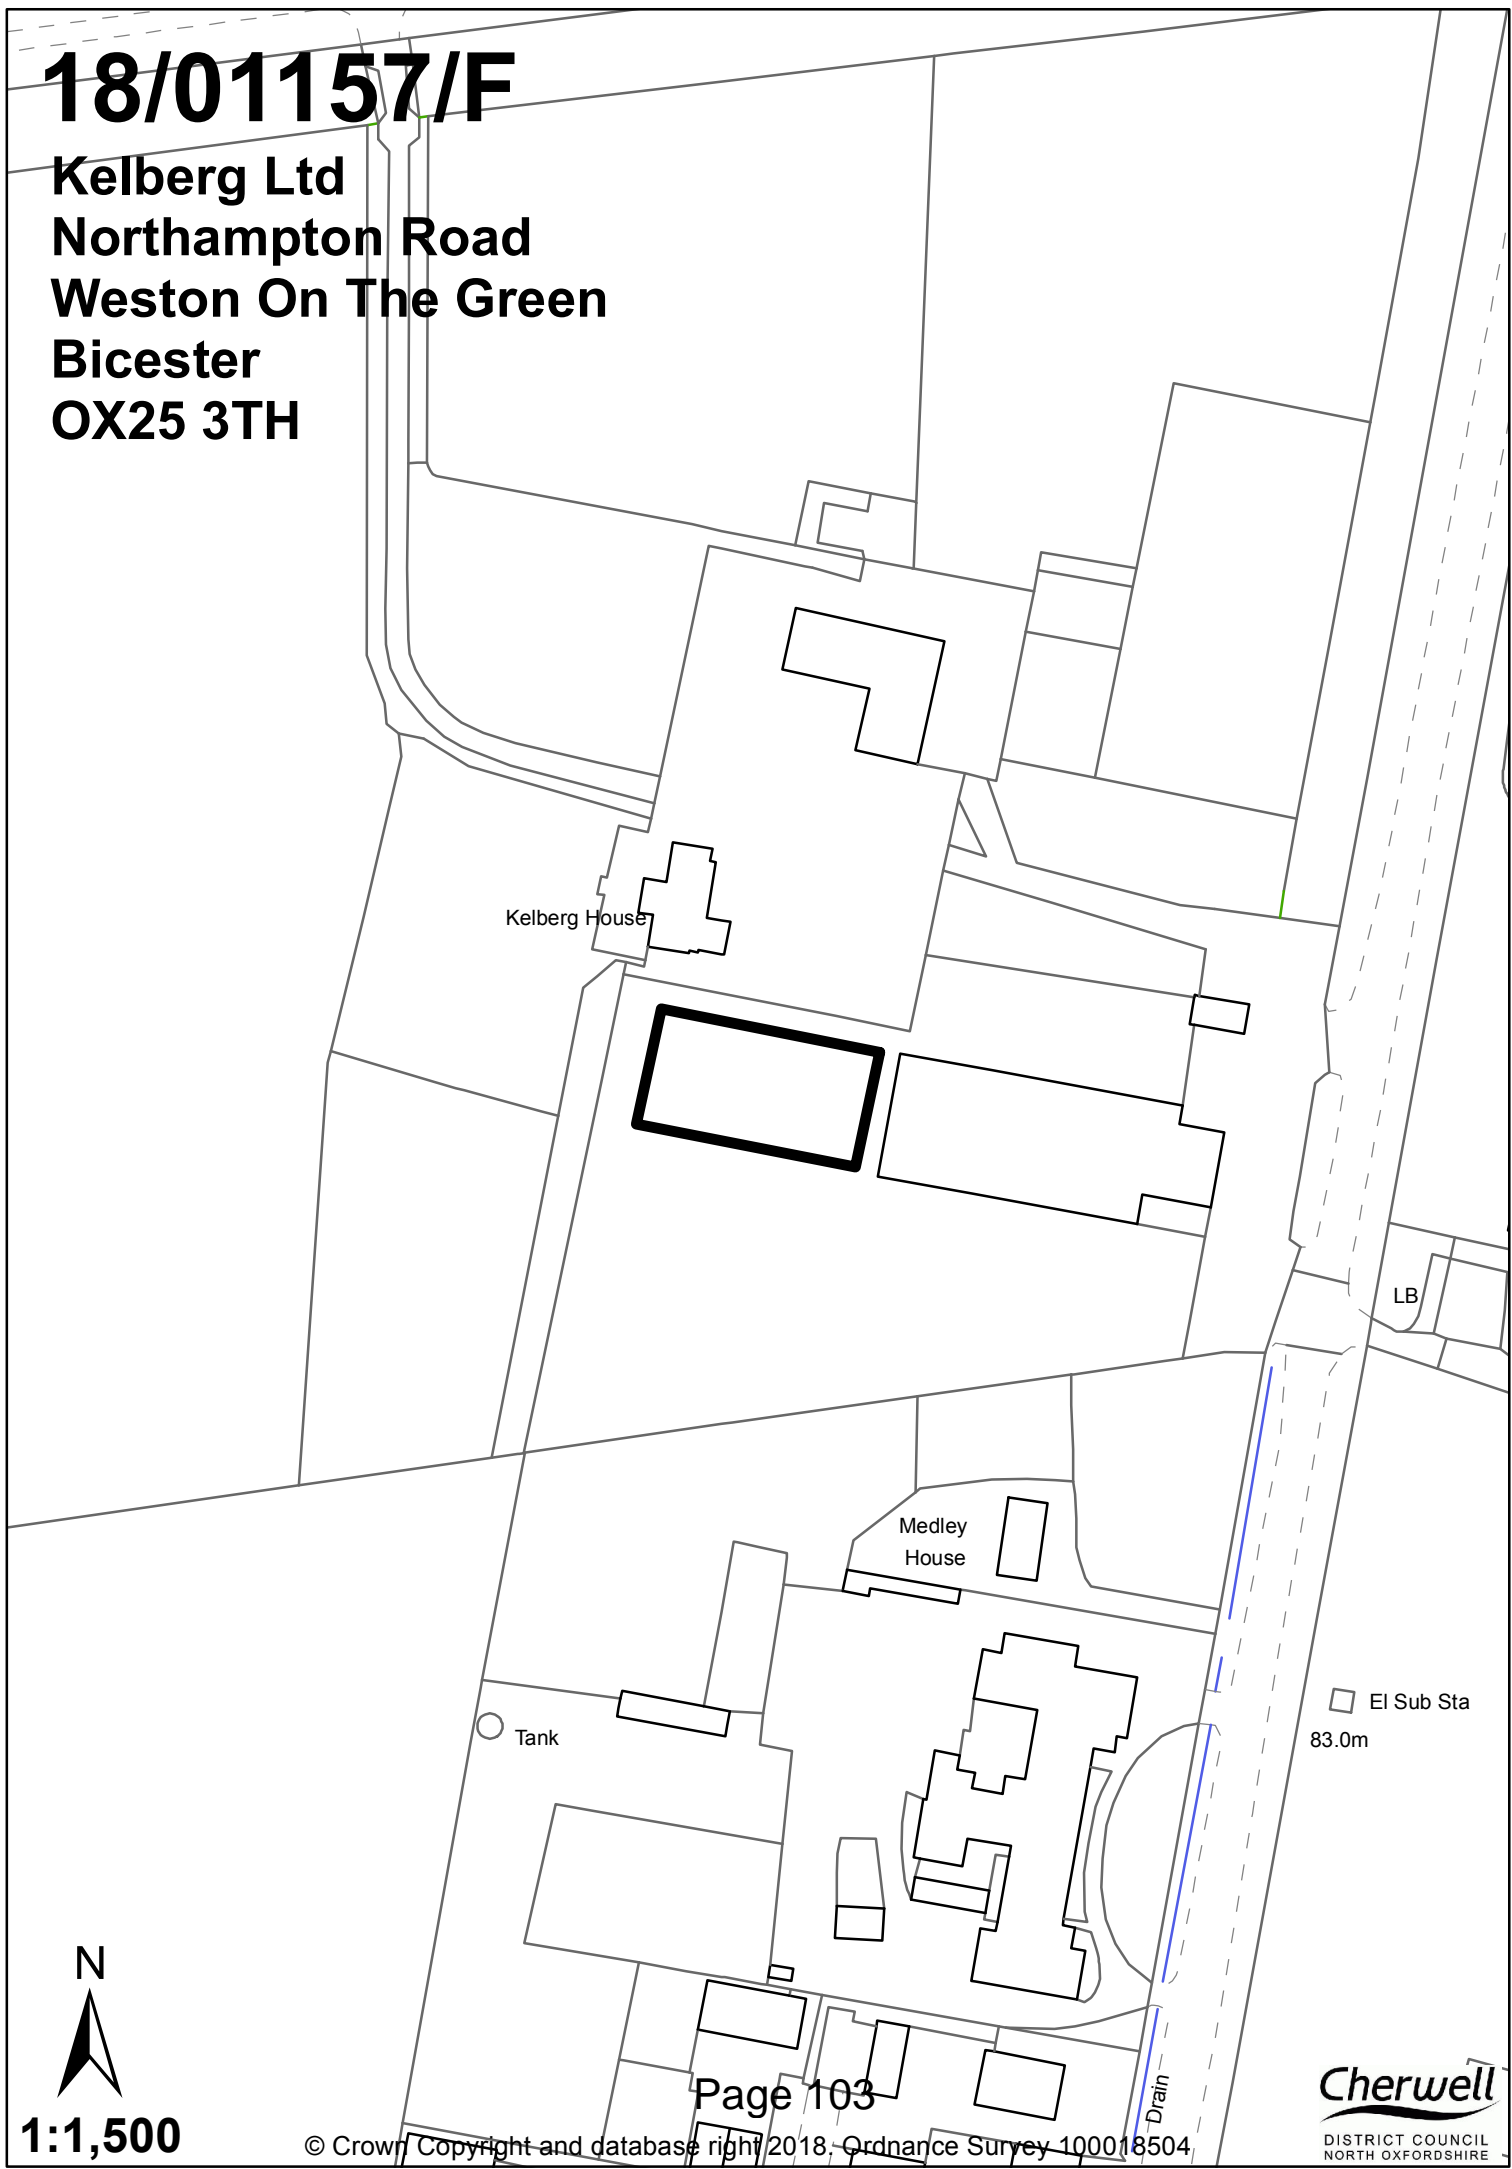 18/01157/F
Kelberg Ltd
Northampton Road
Weston On The Green
Bicester
OX25 3TH
Kelberg House
LB
Medley
House
El Sub Sta
Tank
83.0m
N
Page 103
Drain
Cherwell
1:1,500
© Crown Copyright and database right 2018. Ordnance Survey 100018504
DISTRICT COUNCIL
NORTH OXFORDSHIRE